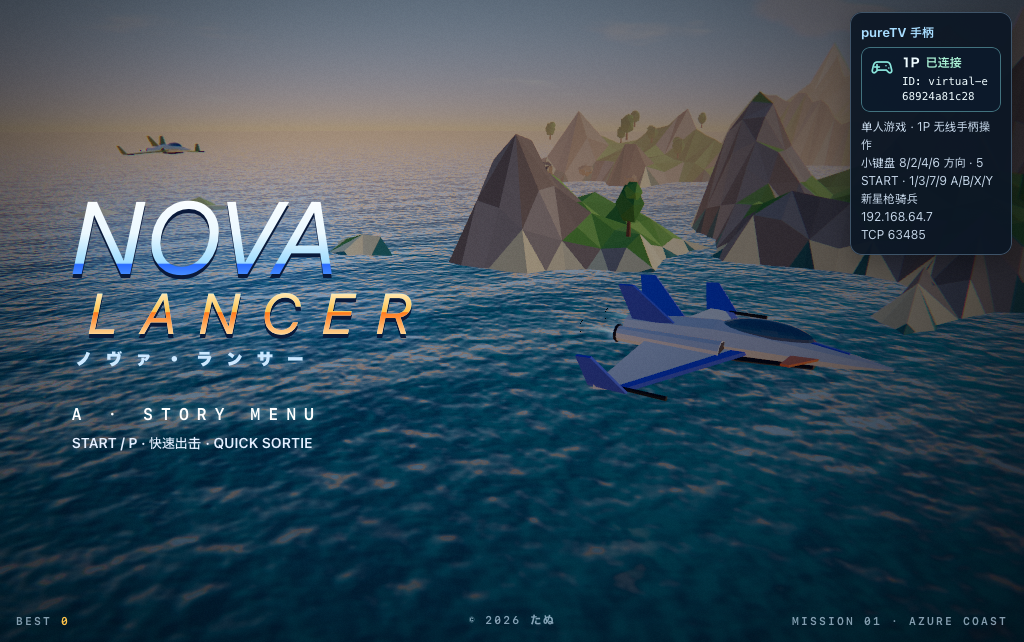 pureTV 手柄
1P 已连接
ID: virtual-e
68924a81c28
单人游戏 · 1P 无线手柄操
作
小键盘 8/2/4/6 方向 · 5
START · 1/3/7/9 A/B/X/Y
新星枪骑兵
192.168.64.7
TCP 63485
NOVA
LANCER
ノヴァ・ランサー
A · STORY MENU
START / P · 快速出击 · QUICK SORTIE
BEST 0
© 2026 たぬ
MISSION 01 · AZURE COAST